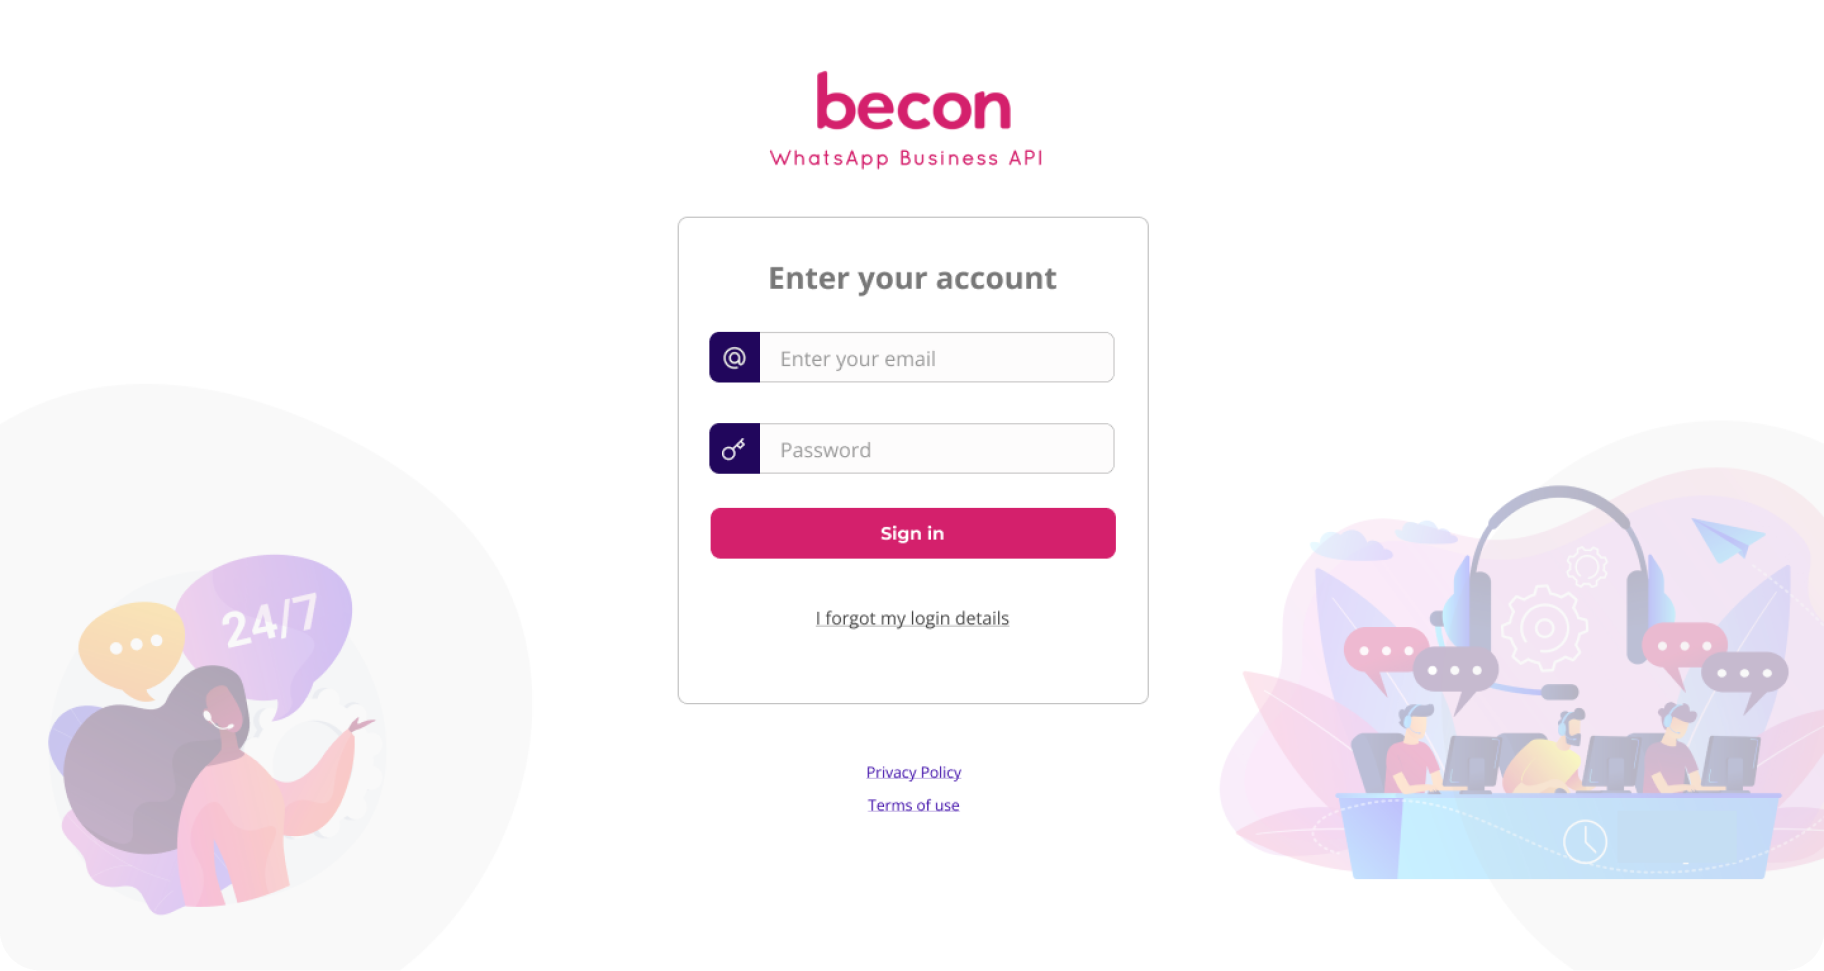 becon
WhatsApp Business API
Enter your account
Enter your email
Password
Sign in
I forgot my login details
24/7
Privacy Policy
Terms of use